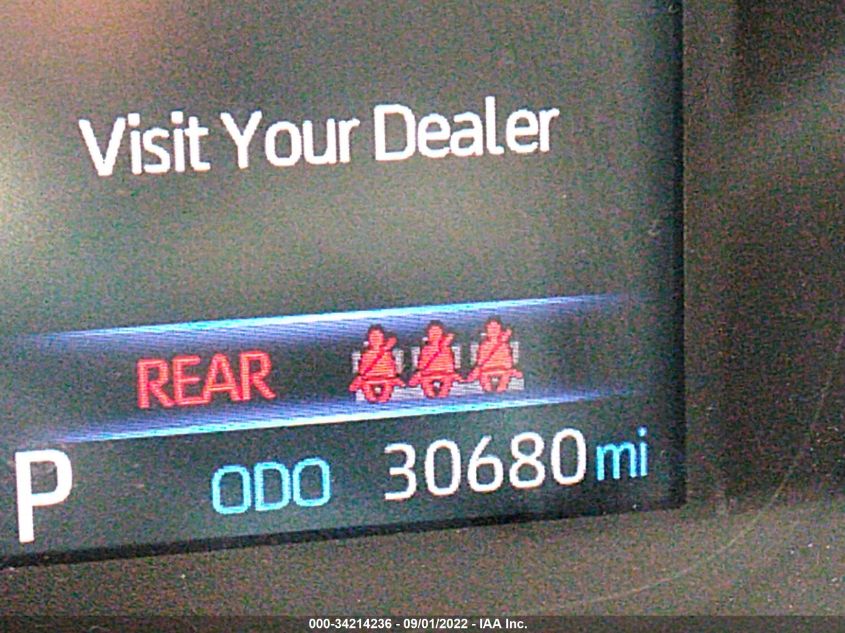 Visit Your Dealer
REAR
P ODO 30680 mi
000-34214236 - 09/01/2022 - IAA Inc.